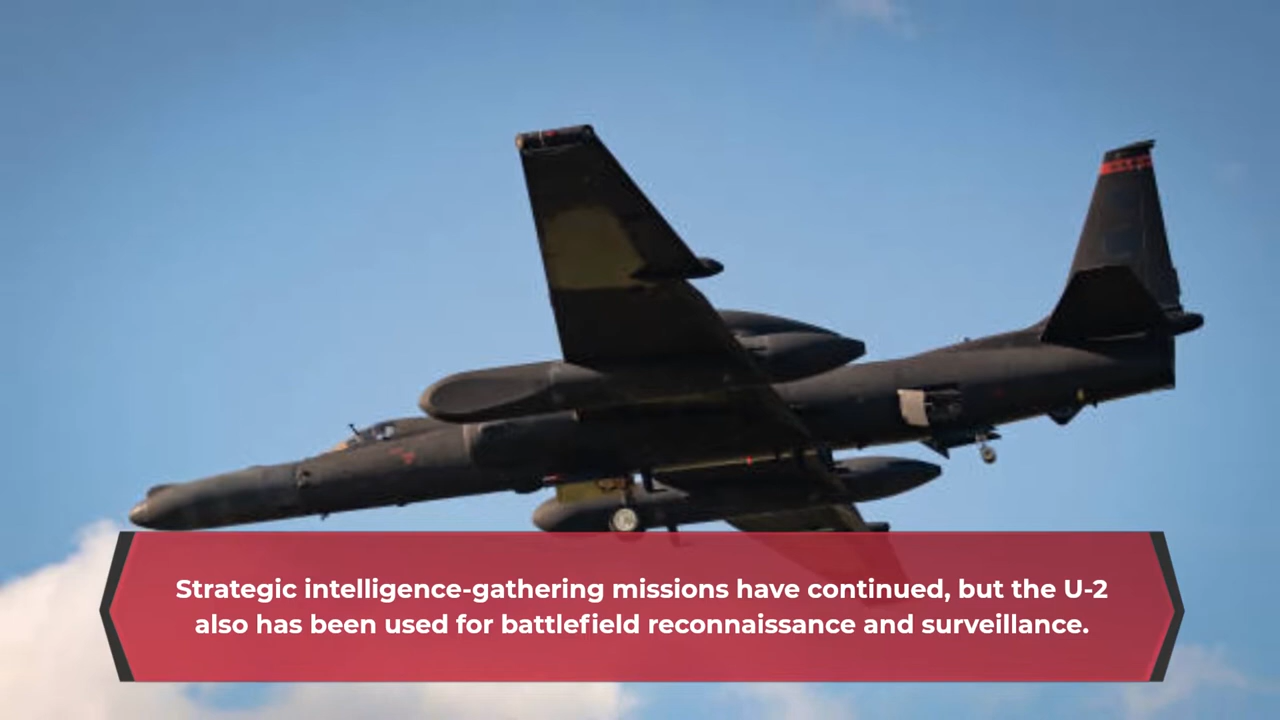 Strategic intelligence-gathering missions have continued, but the U-2
also has been used for battlefield reconnaissance and surveillance.